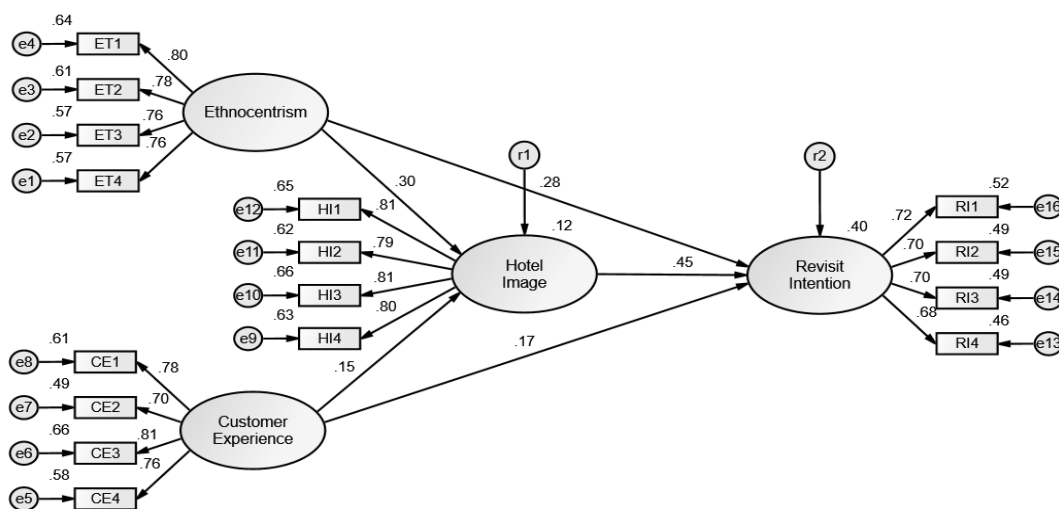 .64
e4 ET1
.80
.61
e3 ET2
.78
Ethnocentrism
.57
e2 ET3
.76
.76
.57
e1 ET4
r1
r2
.30
.28
.65
e12 HI1
.81
.12
.62
e11 HI2
.79
Hotel
Image
.66
e10 HI3
.81
.45
.63
e9 HI4
.80
.40
Revisit
Intention
.52
.72
RI1 e16
.49
.70
RI2 e15
.49
.70
RI3 e14
.46
.68
RI4 e13
.15
.17
.61
e8 CE1
.78
.49
e7 CE2
.70
Customer
Experience
.66
e6 CE3
.81
.58
e5 CE4
.76